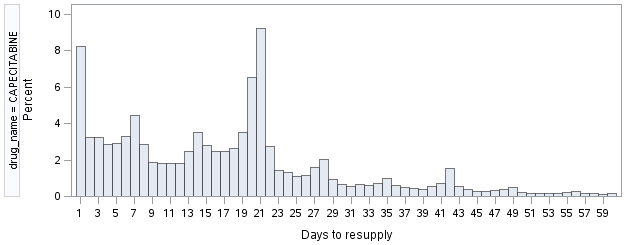 drug_name = CAPECITABINE
Percent
10
8
6
4
2
0
1 3 5 7 9 11 13 15 17 19 21 23 25 27 29 31 33 35 37 39 41 43 45 47 49 51 53 55 57 59
Days to resupply